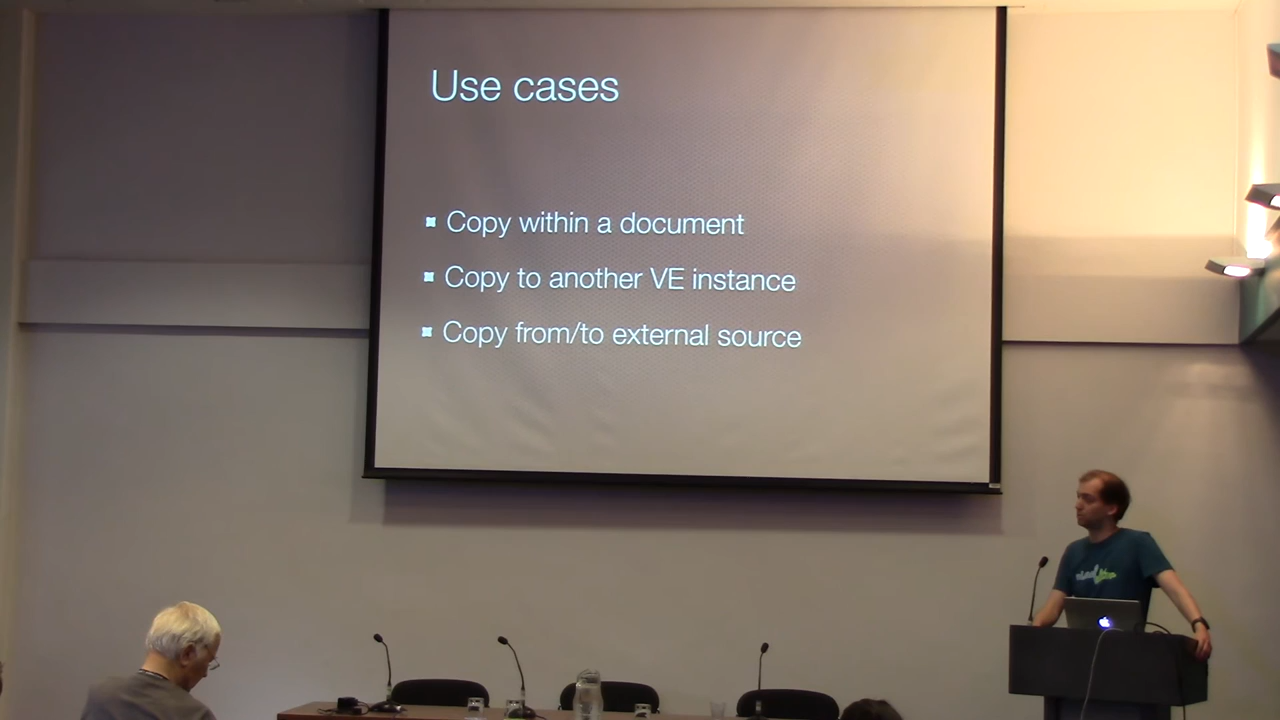 Use cases
Copy within a document
Copy to another VE instance
Copy from/to external source